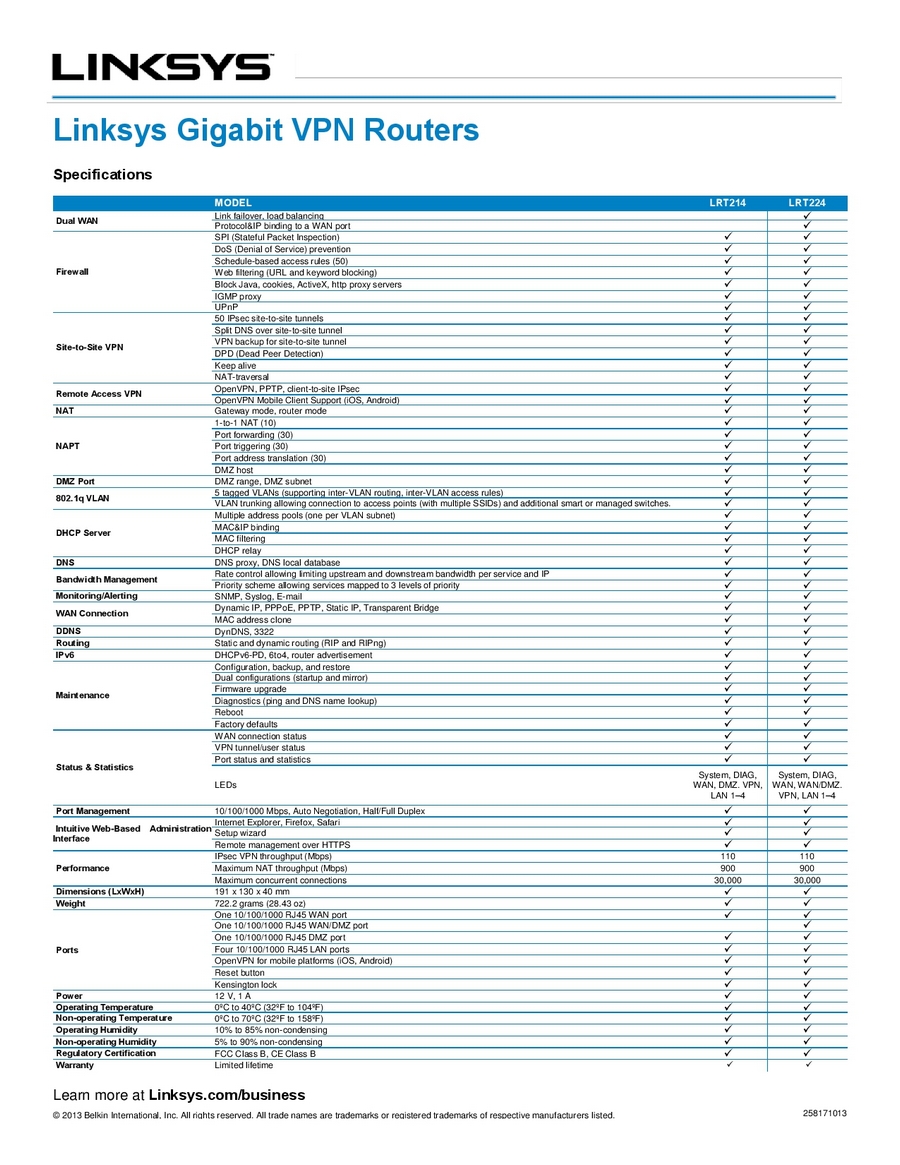 LINKSYS™
Linksys Gigabit VPN Routers
Specifications
MODEL LRT214 LRT224
Dual WAN
Link failover, load balancing ✓
Protocol&IP binding to a WAN port ✓
Firewall
SPI (Stateful Packet Inspection) ✓ ✓
DoS (Denial of Service) prevention ✓ ✓
Schedule-based access rules (50) ✓ ✓
Web filtering (URL and keyword blocking) ✓ ✓
Block Java, cookies, ActiveX, http proxy servers ✓ ✓
IGMP proxy ✓ ✓
UPnP ✓ ✓
Site-to-Site VPN
50 IPsec site-to-site tunnels ✓ ✓
Split DNS over site-to-site tunnel ✓ ✓
VPN backup for site-to-site tunnel ✓ ✓
DPD (Dead Peer Detection) ✓ ✓
Keep alive ✓ ✓
NAT-traversal ✓ ✓
Remote Access VPN
OpenVPN, PPTP, client-to-site IPsec ✓ ✓
OpenVPN Mobile Client Support (iOS, Android) ✓ ✓
NAT Gateway mode, router mode ✓ ✓
NAPT
1-to-1 NAT (10) ✓ ✓
Port forwarding (30) ✓ ✓
Port triggering (30) ✓ ✓
Port address translation (30) ✓ ✓
DMZ host ✓ ✓
DMZ Port DMZ range, DMZ subnet ✓ ✓
802.1q VLAN
5 tagged VLANs (supporting inter-VLAN routing, inter-VLAN access rules) ✓ ✓
VLAN trunking allowing connection to access points (with multiple SSIDs) and additional smart or managed switches. ✓ ✓
DHCP Server
Multiple address pools (one per VLAN subnet) ✓ ✓
MAC&IP binding ✓ ✓
MAC filtering ✓ ✓
DHCP relay ✓ ✓
DNS DNS proxy, DNS local database ✓ ✓
Bandwidth Management
Rate control allowing limiting upstream and downstream bandwidth per service and IP ✓ ✓
Priority scheme allowing services mapped to 3 levels of priority ✓ ✓
Monitoring/Alerting SNMP, Syslog, E-mail ✓ ✓
WAN Connection
Dynamic IP, PPPoE, PPTP, Static IP, Transparent Bridge ✓ ✓
MAC address clone ✓ ✓
DDNS DynDNS, 3322 ✓ ✓
Routing Static and dynamic routing (RIP and RIPng) ✓ ✓
IPv6 DHCPv6-PD, 6to4, router advertisement ✓ ✓
Maintenance
Configuration, backup, and restore ✓ ✓
Dual configurations (startup and mirror) ✓ ✓
Firmware upgrade ✓ ✓
Diagnostics (ping and DNS name lookup) ✓ ✓
Reboot ✓ ✓
Factory defaults ✓ ✓
Status & Statistics
WAN connection status ✓ ✓
VPN tunnel/user status ✓ ✓
Port status and statistics ✓ ✓
LEDs
System, DIAG, System, DIAG,
WAN, DMZ. VPN, WAN, WAN/DMZ.
LAN 1–4 VPN, LAN 1–4
Port Management 10/100/1000 Mbps, Auto Negotiation, Half/Full Duplex ✓ ✓
Intuitive Web-Based Administration
Interface
Internet Explorer, Firefox, Safari ✓ ✓
Setup wizard ✓ ✓
Remote management over HTTPS ✓ ✓
Performance
IPsec VPN throughput (Mbps) 110 110
Maximum NAT throughput (Mbps) 900 900
Maximum concurrent connections 30,000 30,000
Dimensions (LxWxH) 191 x 130 x 40 mm ✓ ✓
Weight 722.2 grams (28.43 oz) ✓ ✓
Ports
One 10/100/1000 RJ45 WAN port ✓ ✓
One 10/100/1000 RJ45 WAN/DMZ port ✓
One 10/100/1000 RJ45 DMZ port ✓ ✓
Four 10/100/1000 RJ45 LAN ports ✓ ✓
OpenVPN for mobile platforms (iOS, Android) ✓ ✓
Reset button ✓ ✓
Kensington lock ✓ ✓
Power 12 V, 1 A ✓ ✓
Operating Temperature 0ºC to 40ºC (32ºF to 104ºF) ✓ ✓
Non-operating Temperature 0ºC to 70ºC (32ºF to 158ºF) ✓ ✓
Operating Humidity 10% to 85% non-condensing ✓ ✓
Non-operating Humidity 5% to 90% non-condensing ✓ ✓
Regulatory Certification FCC Class B, CE Class B ✓ ✓
Warranty Limited lifetime ✓ ✓
Learn more at Linksys.com/business
© 2013 Belkin International, Inc. All rights reserved. All trade names are trademarks or registered trademarks of respective manufacturers listed. 258171013